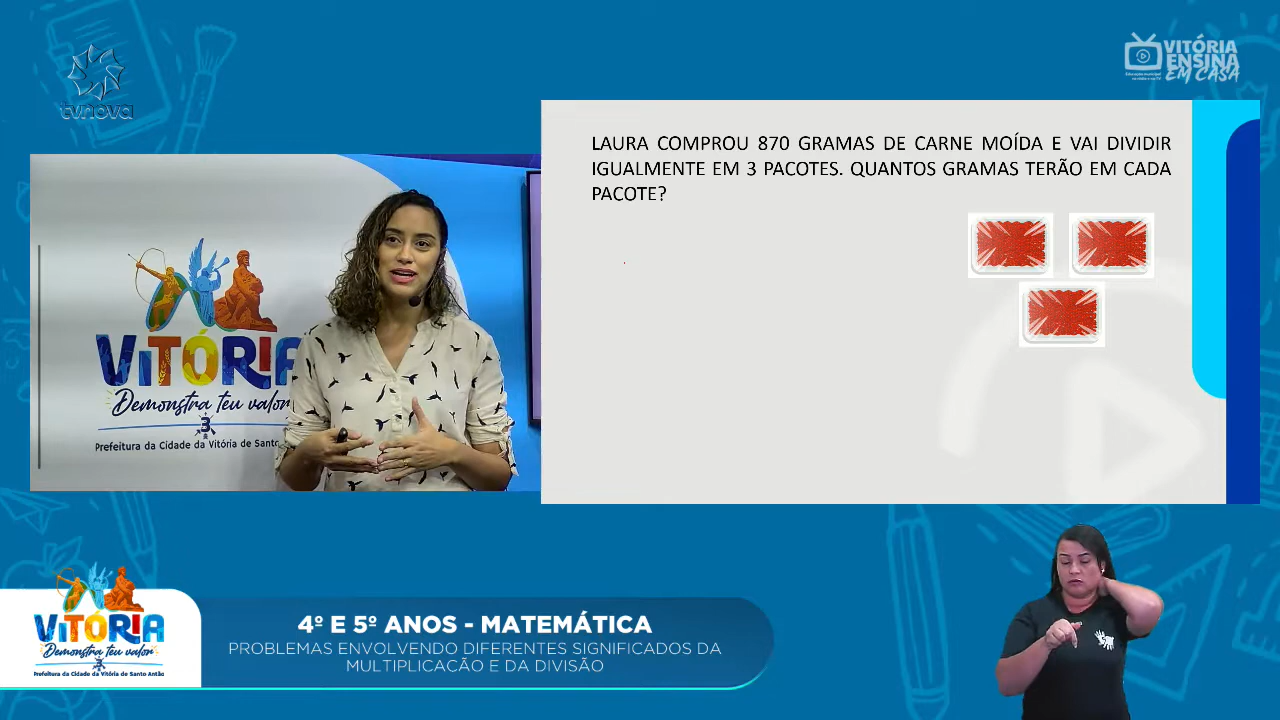 tvnova
VITÓRIA
ENSINA
EM CASA
LAURA COMPROU 870 GRAMAS DE CARNE MOÍDA E VAI DIVIDIR
IGUALMENTE EM 3 PACOTES. QUANTOS GRAMAS TERÃO EM CADA
PACOTE?
VITÓRIA
Demonstra teu valor
3
Prefeitura da Cidade da Vitória de Santo
4º E 5º ANOS - MATEMÁTICA
PROBLEMAS ENVOLVENDO DIFERENTES SIGNIFICADOS DA
MULTIPLICAÇÃO E DA DIVISÃO
VITÓRIA
Demonstra teu valor
3
Prefeitura da Cidade da Vitória de Santo Antão